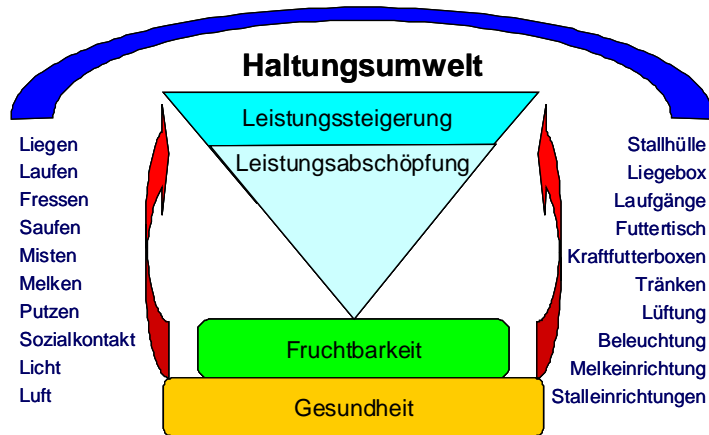 Haltungsumwelt
Leistungssteigerung
Leistungsabschöpfung
Fruchtbarkeit
Gesundheit
Liegen
Laufen
Fressen
Saufen
Misten
Melken
Putzen
Sozialkontakt
Licht
Luft
Stallhülle
Liegebox
Laufgänge
Futtertisch
Kraftfutterboxen
Tränken
Lüftung
Beleuchtung
Melkeinrichtung
Stalleinrichtungen